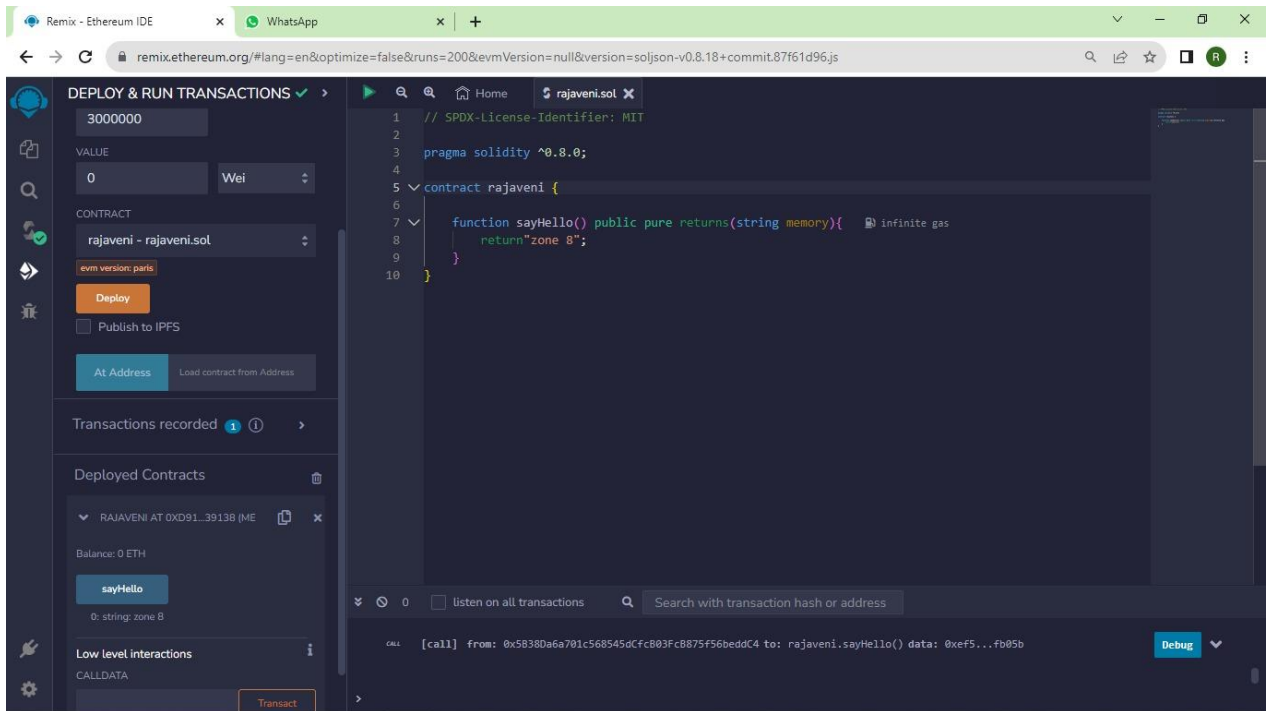 Remix - Ethereum IDE
WhatsApp
remix.ethereum.org/#lang=en&optimize=false&runs=200&evmVersion=null&version=soljson-v0.8.18+commit.87f61d96.js
R
DEPLOY & RUN TRANSACTIONS
3000000
VALUE
0 Wei
CONTRACT
rajaveni - rajaveni.sol
evm version: paris
Deploy
Publish to IPFS
At Address Load contract from Address
Transactions recorded 1 i
Deployed Contracts
RAJAVENI AT 0XD91...39138 (ME
Balance: 0 ETH
sayHello
0: string: zone 8
Low level interactions i
CALLDATA
Transact
Home rajaveni.sol
1 // SPDX-License-Identifier: MIT
2
3 pragma solidity ^0.8.0;
4
5 contract rajaveni {
6
7 function sayHello() public pure returns(string memory){ infinite gas
8 return"zone 8";
9 }
10 }
0 listen on all transactions Search with transaction hash or address
CALL [call] from: 0x5B38Da6a701c568545dCfcB03FcB875f56beddC4 to: rajaveni.sayHello() data: 0xef5...fb05b Debug
>